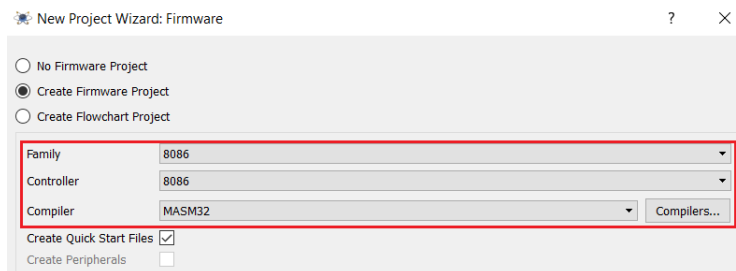 New Project Wizard: Firmware ?
No Firmware Project
Create Firmware Project
Create Flowchart Project
Family 8086
Controller 8086
Compiler MASM32 Compilers...
Create Quick Start Files
Create Peripherals